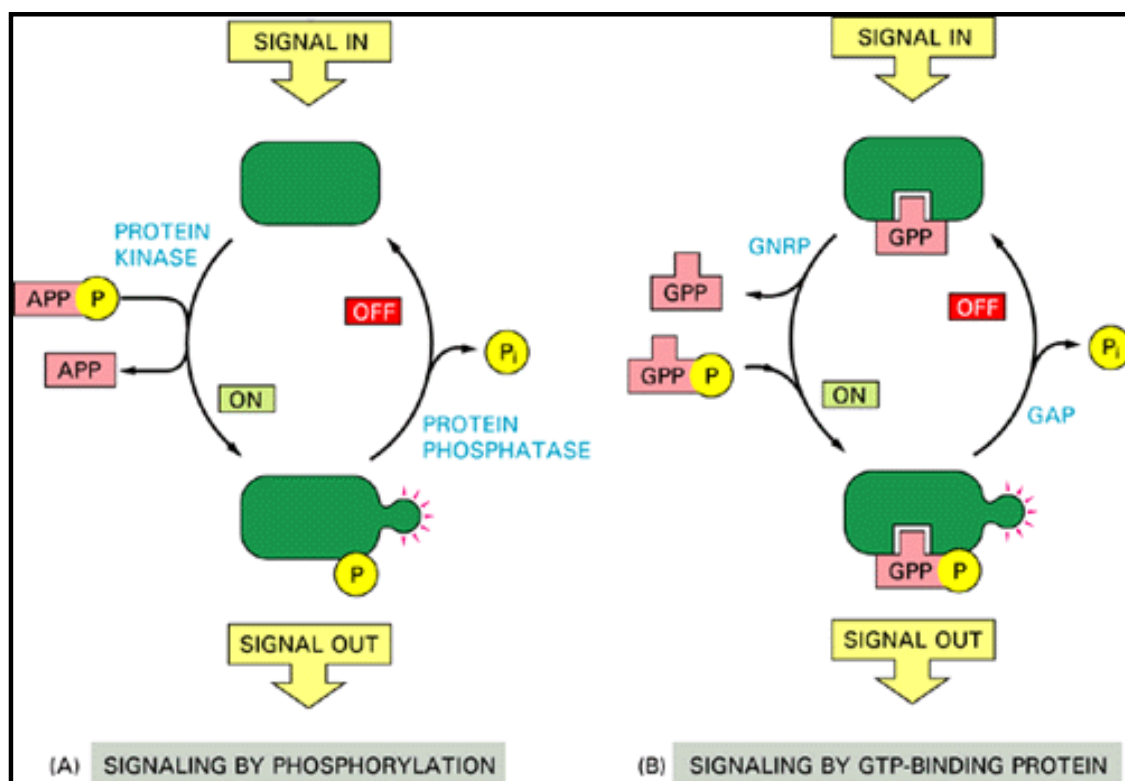 SIGNAL IN
PROTEIN
KINASE
APP P
APP
OFF
ON
Pi
PROTEIN
PHOSPHATASE
P
SIGNAL OUT
(A) SIGNALING BY PHOSPHORYLATION
SIGNAL IN
GPP
GNRP
GPP
GPP P
OFF
ON
Pi
GAP
GPP P
SIGNAL OUT
(B) SIGNALING BY GTP-BINDING PROTEIN